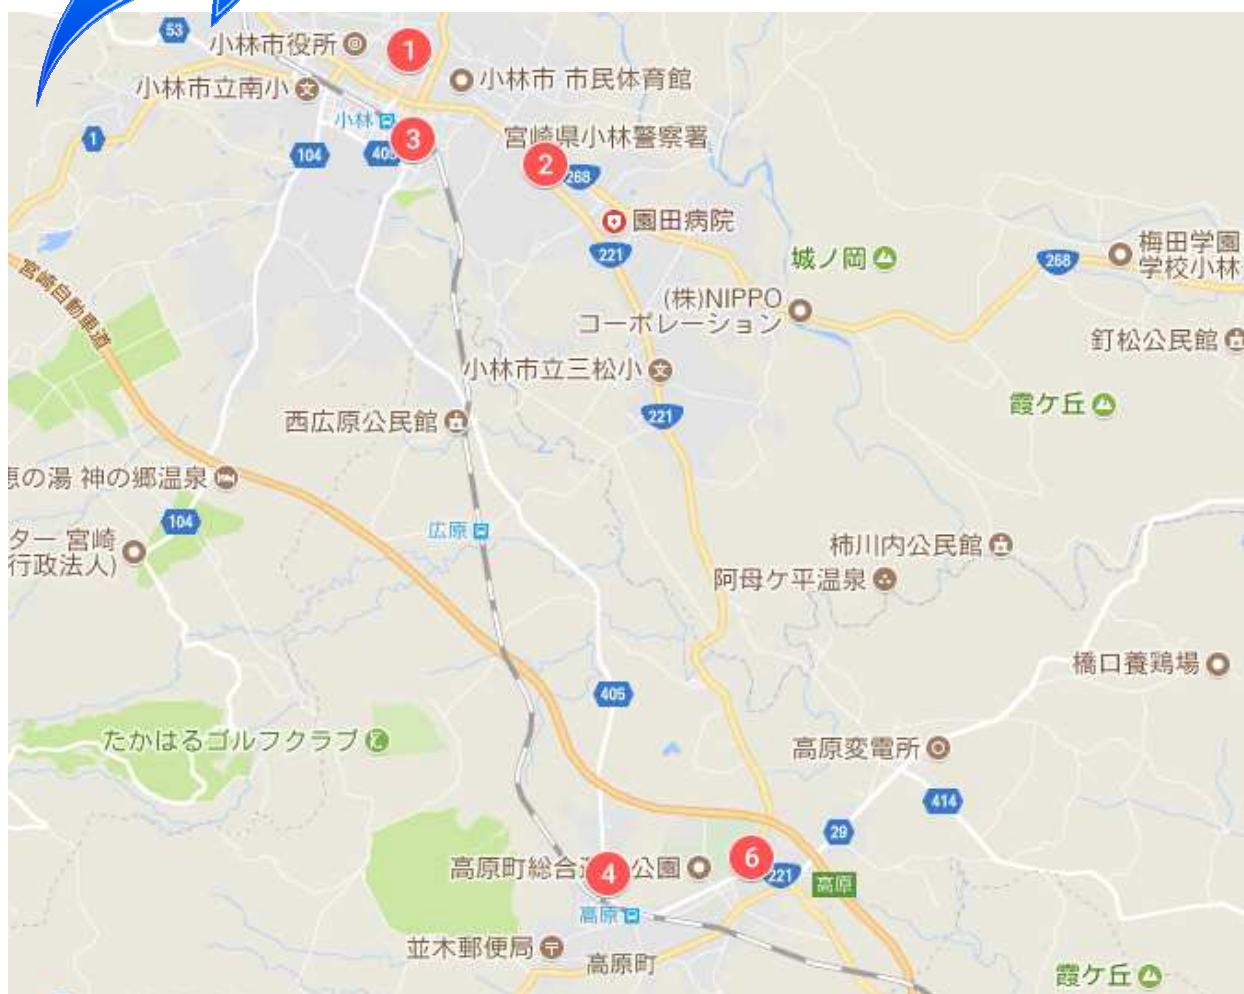 53
小林市役所
1
小林市 市民体育館
小林市立南小
小林
宮崎県小林警察署
1
3
104
405
2
268
園田病院
221
城ノ岡
268
梅田学園
学校小林
宮崎自動車道
(株)NIPPO
コーポレーション
釘松公民館
小林市立三松小
霞ケ丘
西広原公民館
221
恵の湯 神の郷温泉
104
広原
ター 宮崎
行政法人)
柿川内公民館
阿母ケ平温泉
橋口養鶏場
405
たかはるゴルフクラブ
高原変電所
414
29
高原町総合運
公園
4
6
221
高原
高原
並木郵便局
高原町
霞ケ丘